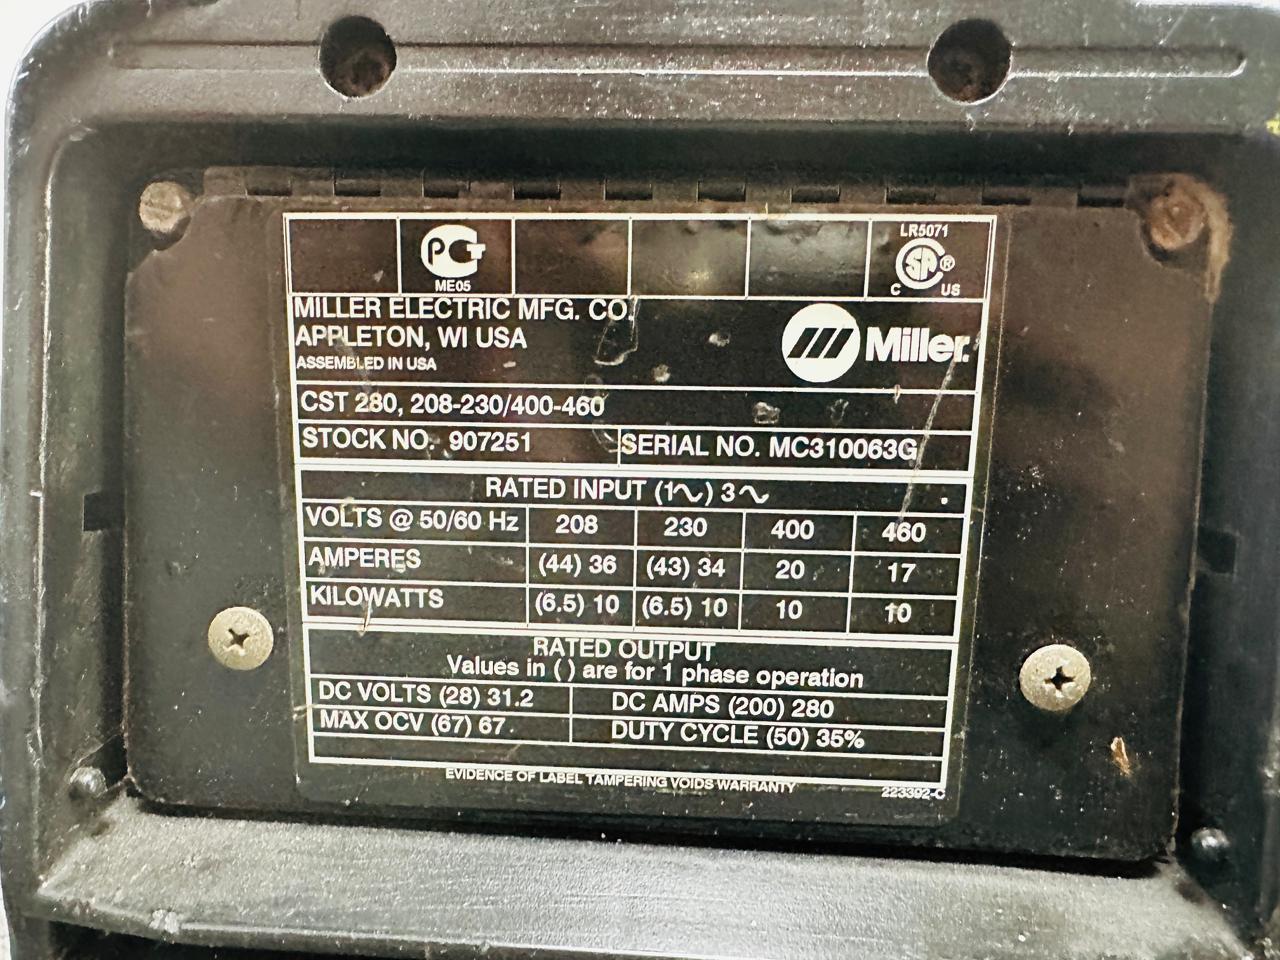 LR5071
PCT
ME05
C SA ® US
MILLER ELECTRIC MFG. CO.
APPLETON, WI USA
ASSEMBLED IN USA
Miller.
CST 280, 208-230/400-460
STOCK NO. 907251 SERIAL NO. MC310063G
RATED INPUT (1∿) 3∿
VOLTS @ 50/60 Hz 208 230 400 460
AMPERES (44) 36 (43) 34 20 17
KILOWATTS (6.5) 10 (6.5) 10 10 10
RATED OUTPUT
Values in ( ) are for 1 phase operation
DC VOLTS (28) 31.2 DC AMPS (200) 280
MAX OCV (67) 67 DUTY CYCLE (50) 35%
EVIDENCE OF LABEL TAMPERING VOIDS WARRANTY 223392-C